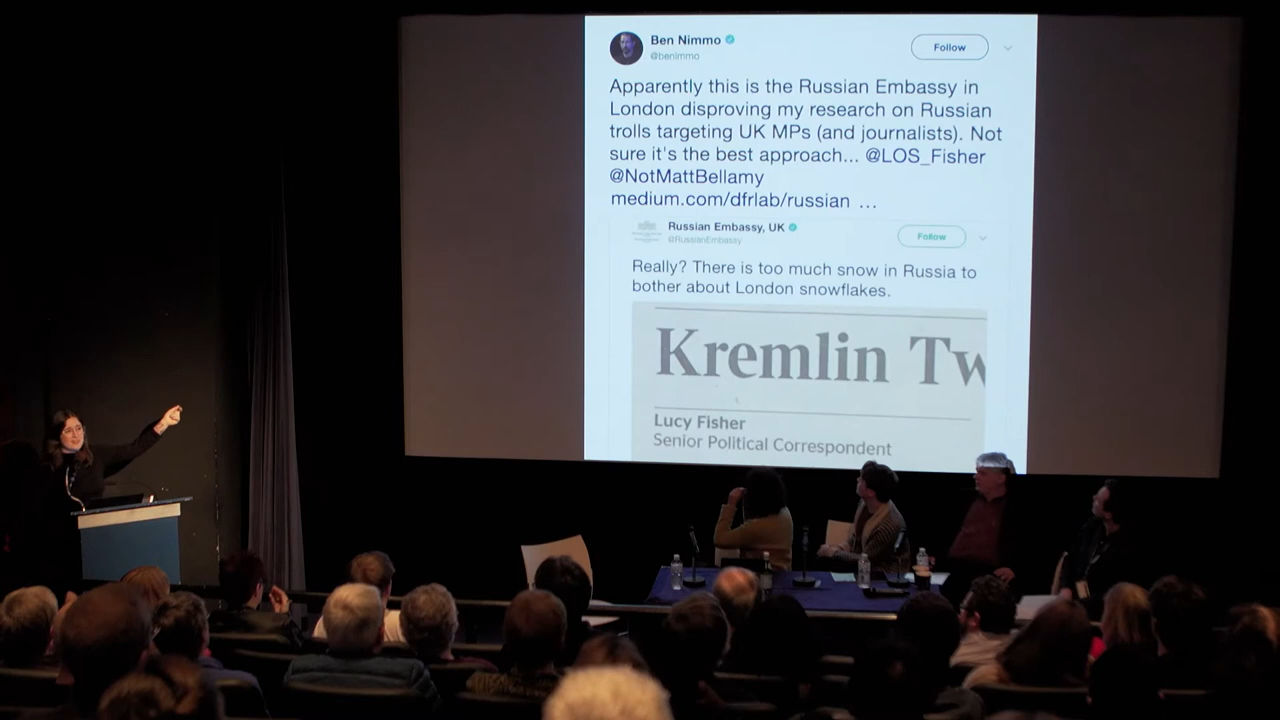 Ben Nimmo
@benimmo
Follow
Apparently this is the Russian Embassy in
London disproving my research on Russian
trolls targeting UK MPs (and journalists). Not
sure it's the best approach... @LOS_Fisher
@NotMattBellamy
medium.com/dfrlab/russian ...
Russian Embassy, UK
@RussianEmbassy
Follow
Really? There is too much snow in Russia to
bother about London snowflakes.
Kremlin Tw
Lucy Fisher
Senior Political Correspondent